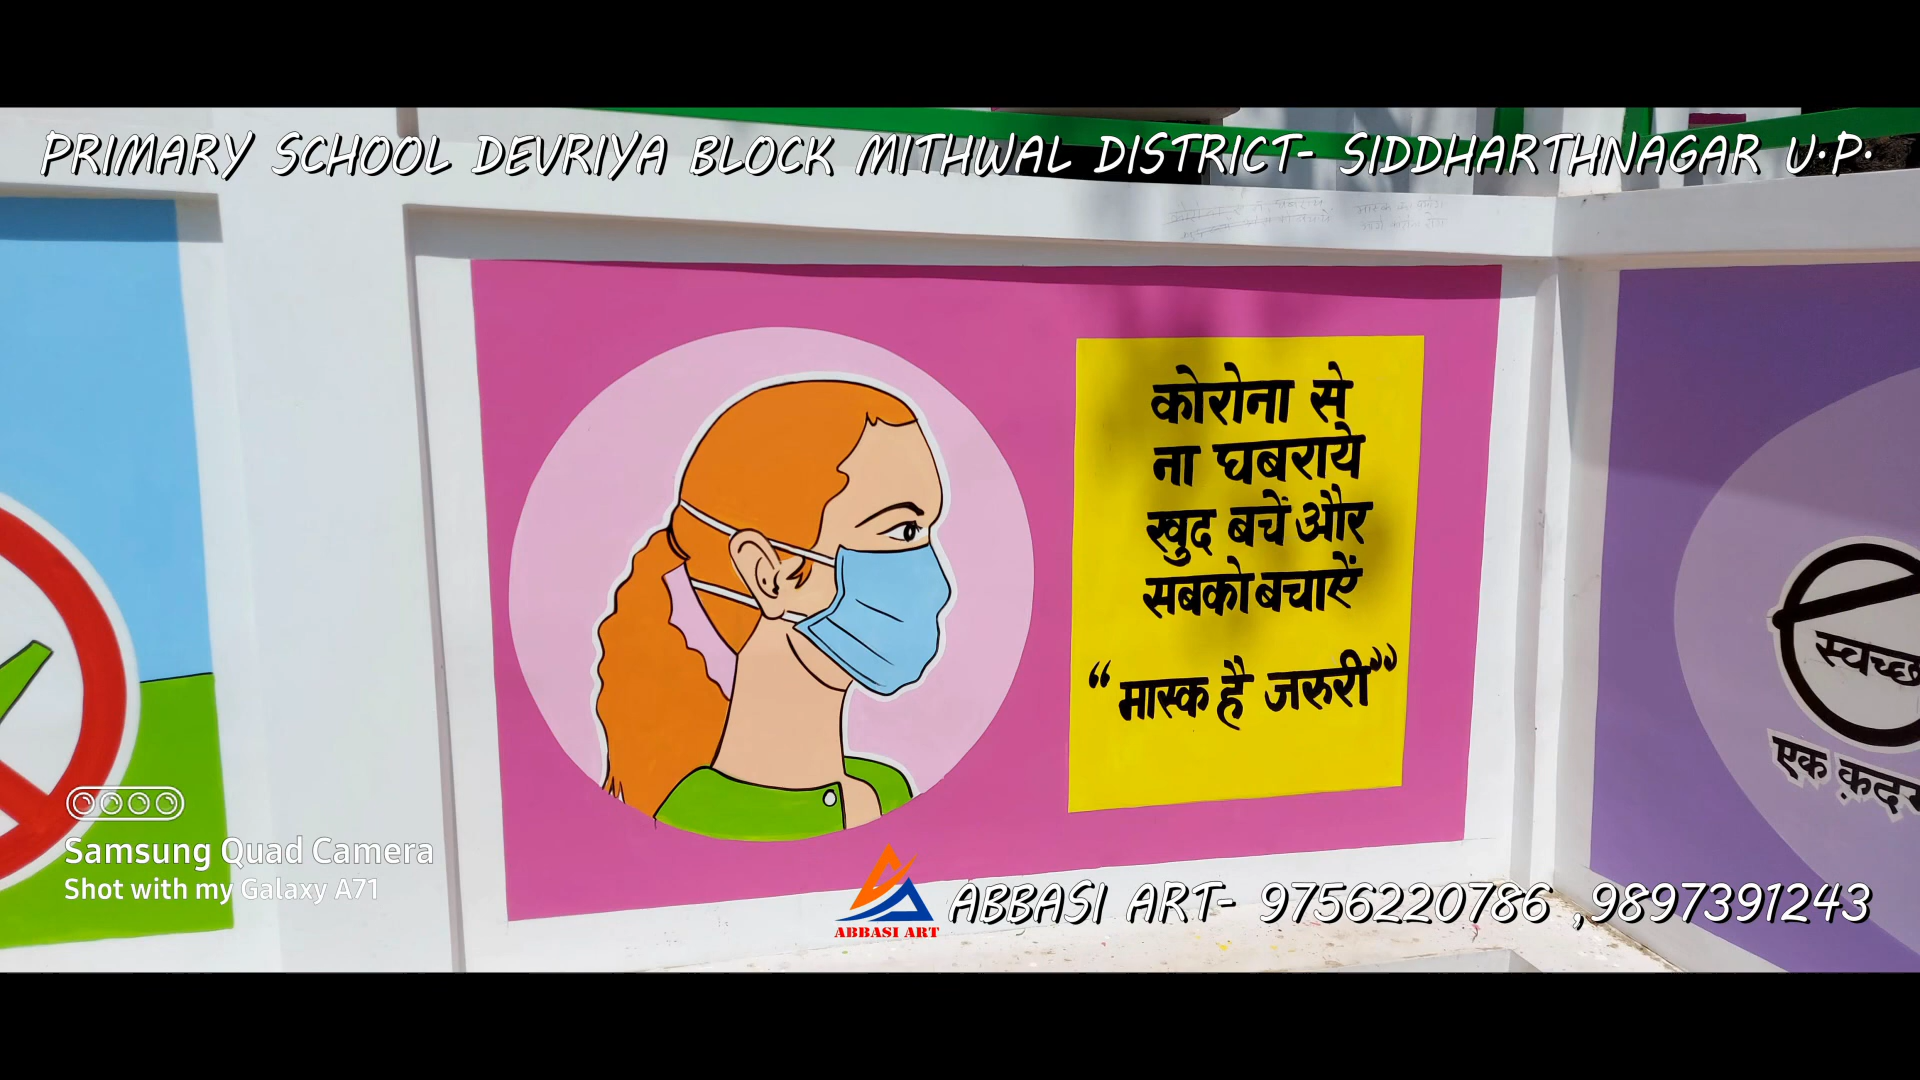 PRIMARY SCHOOL DEVRIYA BLOCK MITHWAL DISTRICT- SIDDHARTHNAGAR U.P.
कोरोना से
ना घबराये
खुद बचें और
सबको बचाऐं
“मास्क है जरुरी”
स्वच्छ
एक क़दम
Samsung Quad Camera
Shot with my Galaxy A71
ABBASI ART
ABBASI ART- 9756220786 ,9897391243